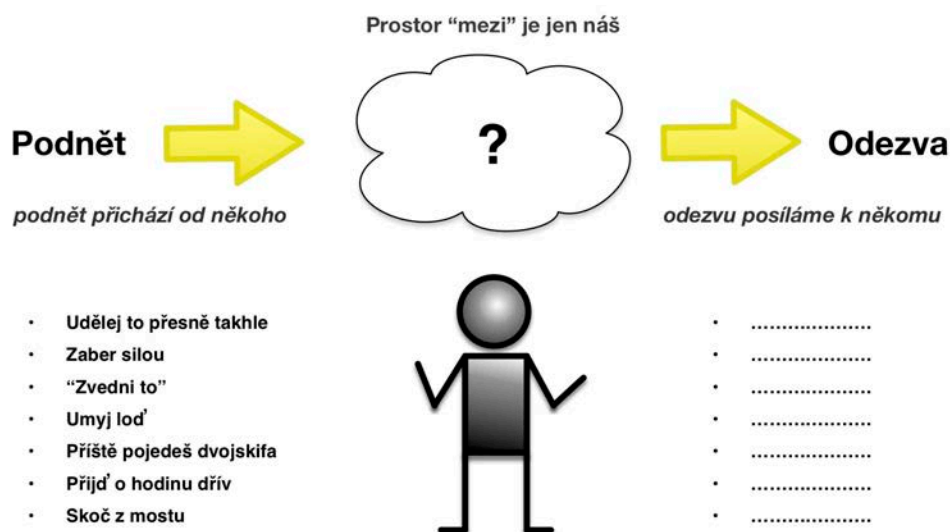 Prostor “mezi” je jen náš
Podnět
?
Odezva
podnět přichází od někoho
odezvu posíláme k někomu
• Udělej to přesně takhle
• Zaber silou
• “Zvedni to”
• Umyj loď
• Příště pojedeš dvojskifa
• Přijď o hodinu dřív
• Skoč z mostu
• .....................
• .....................
• .....................
• .....................
• .....................
• .....................
• .....................